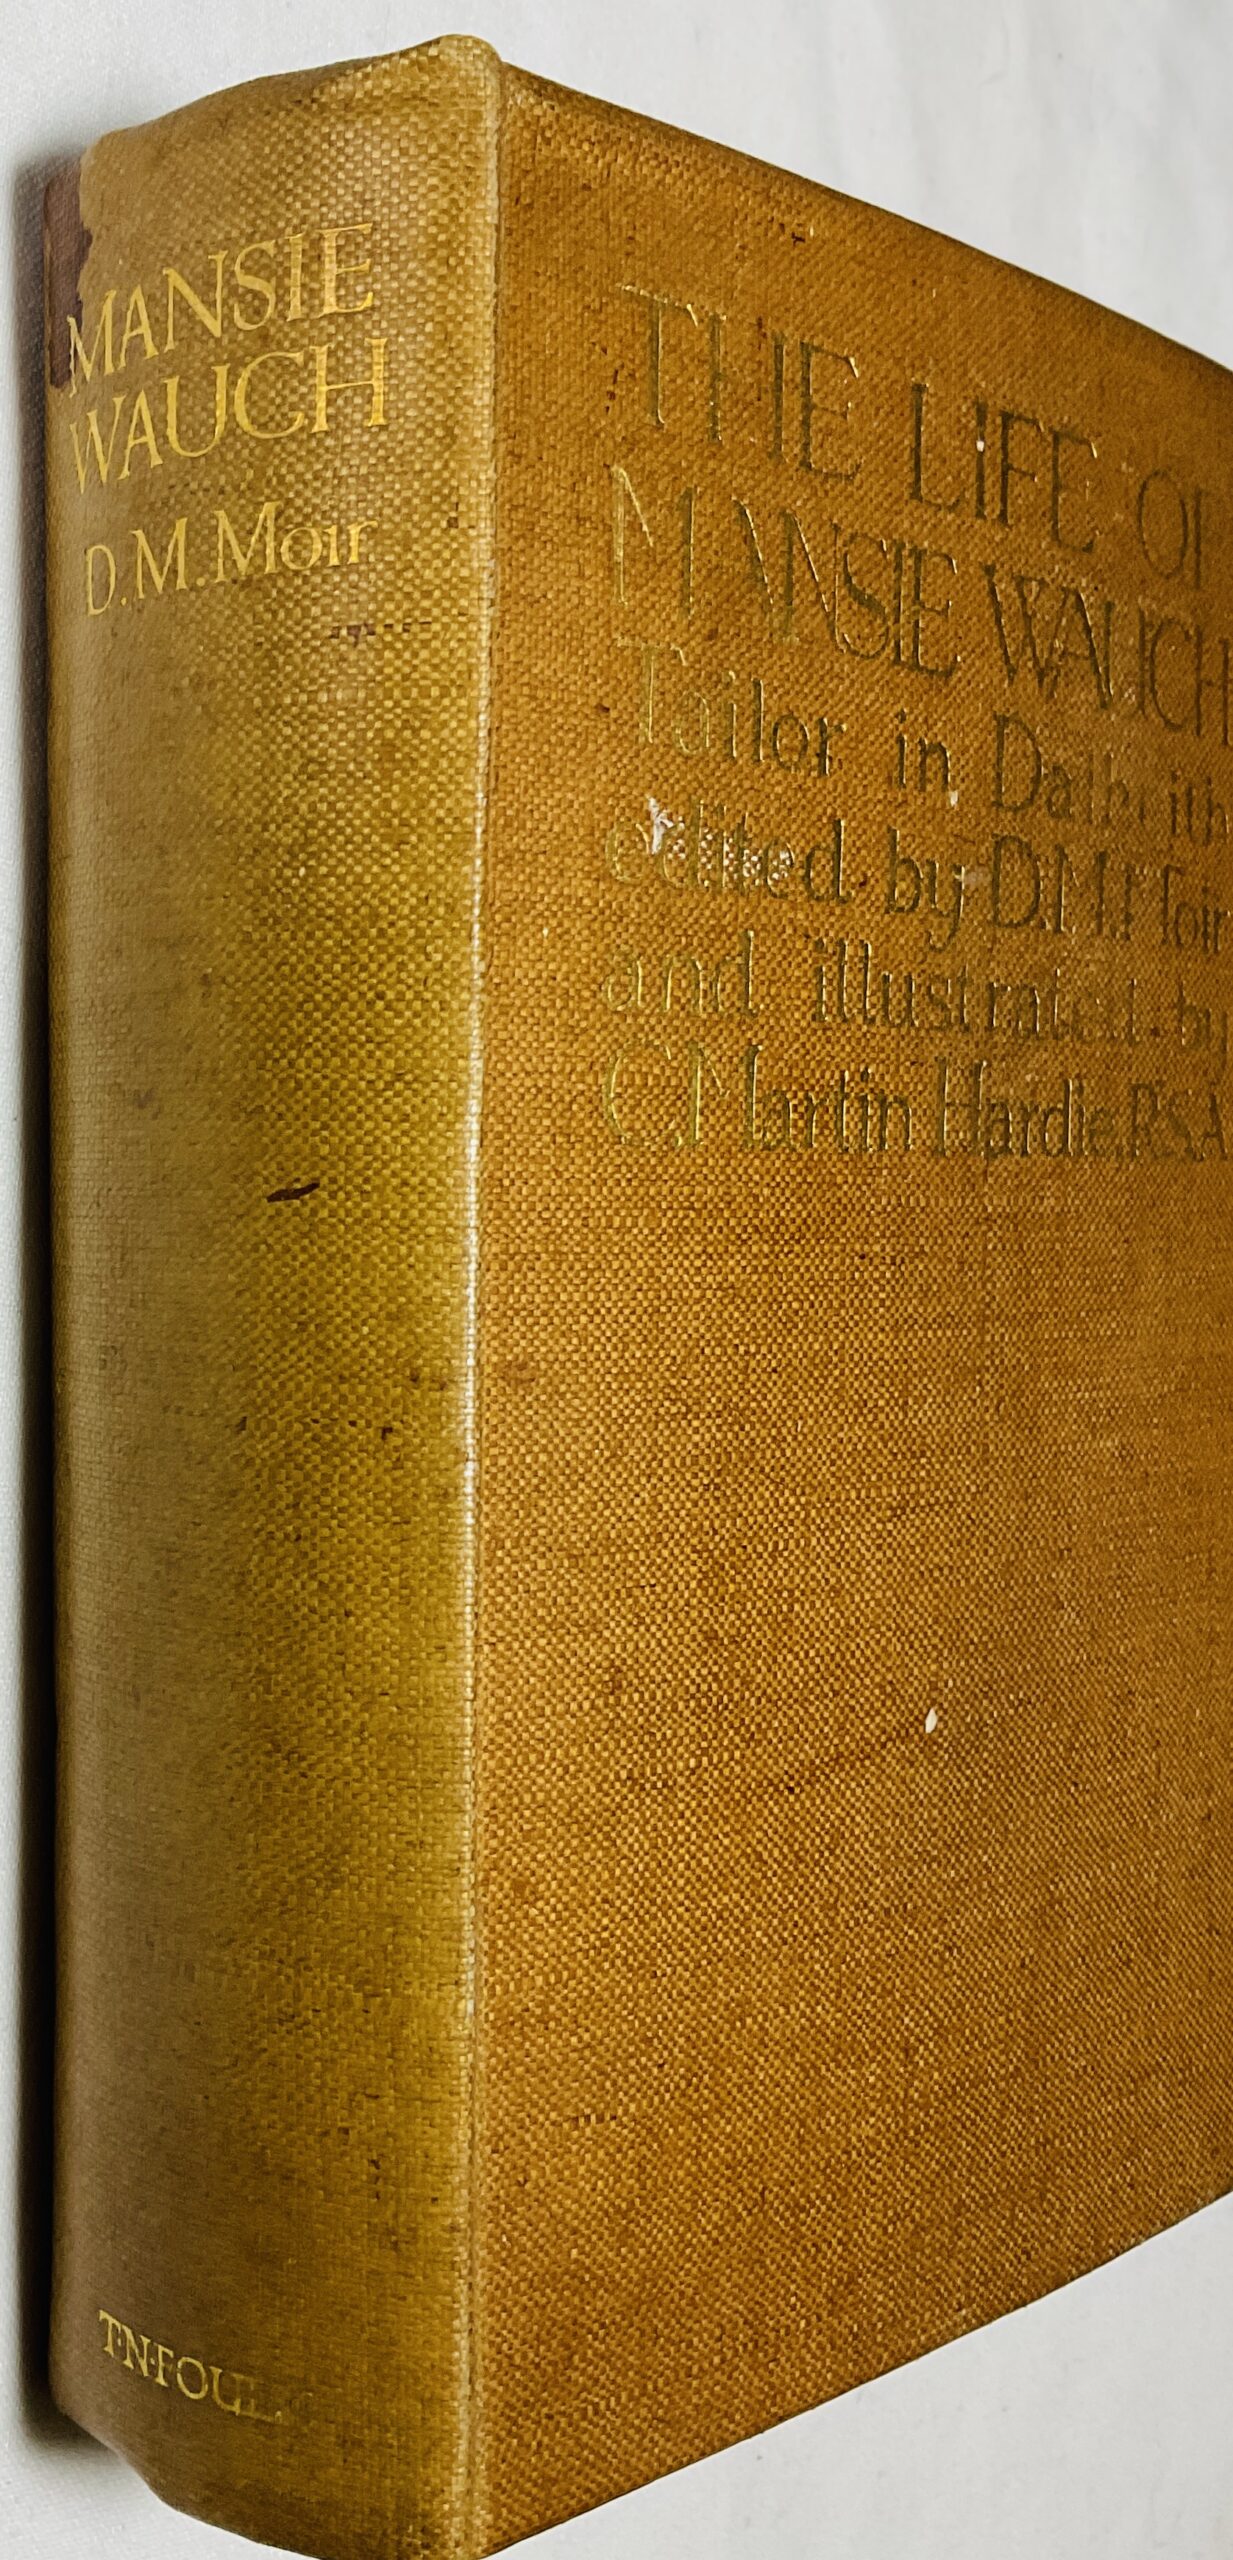 MANSIE
WAUCH
D.M.Moir
T·N·FOUL
THE LIFE OF
MANSIE WAUCH
Tailor in Dalkeith
edited by D.M.Moir
and illustrated by
C.Martin Hardie,R.S.A